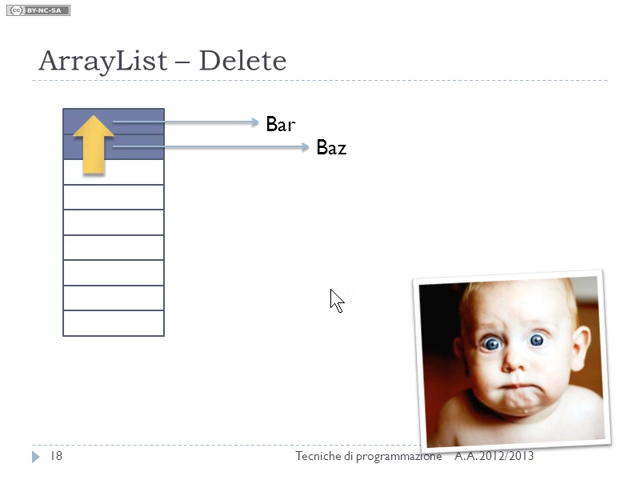 BY-NC-SA
ArrayList – Delete
Bar
Baz
18
Tecniche di programmazione A.A. 2012/2013